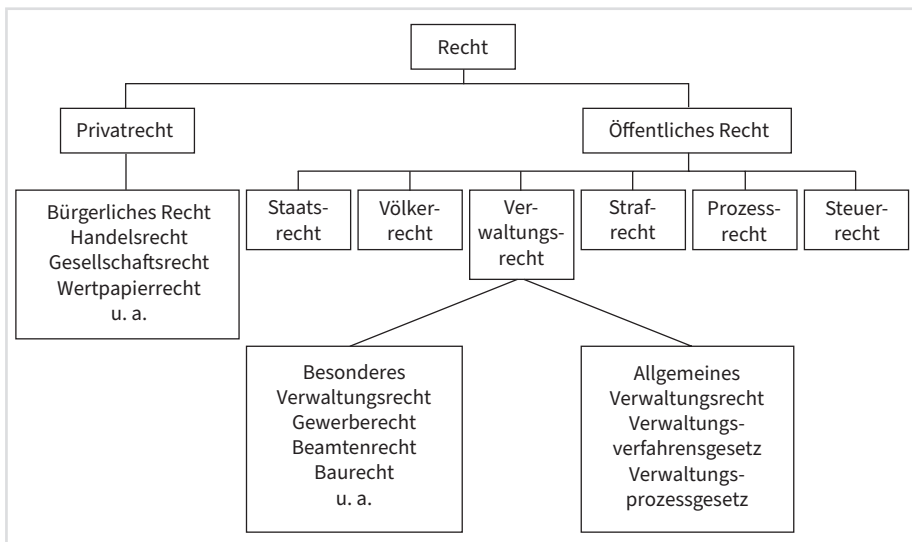 Recht
Privatrecht
Öffentliches Recht
Bürgerliches Recht
Handelsrecht
Gesellschaftsrecht
Wertpapierrecht
u. a.
Staats-
recht
Völker-
recht
Ver-
waltungs-
recht
Straf-
recht
Prozess-
recht
Steuer-
recht
Besonderes
Verwaltungsrecht
Gewerberecht
Beamtenrecht
Baurecht
u. a.
Allgemeines
Verwaltungsrecht
Verwaltungs-
verfahrensgesetz
Verwaltungs-
prozessgesetz